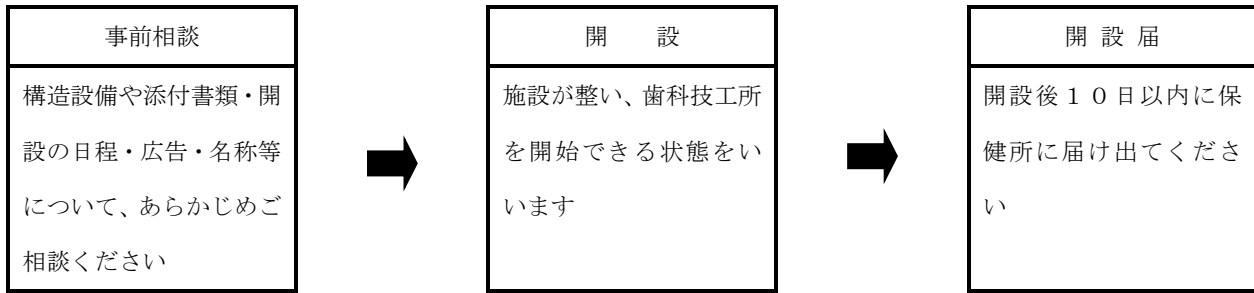 事前相談
構造設備や添付書類・開
設の日程・広告・名称等
について、あらかじめご
相談ください
開　　設
施設が整い、歯科技工所
を開始できる状態をい
います
開 設 届
開設後１０日以内に保
健所に届け出てくださ
い